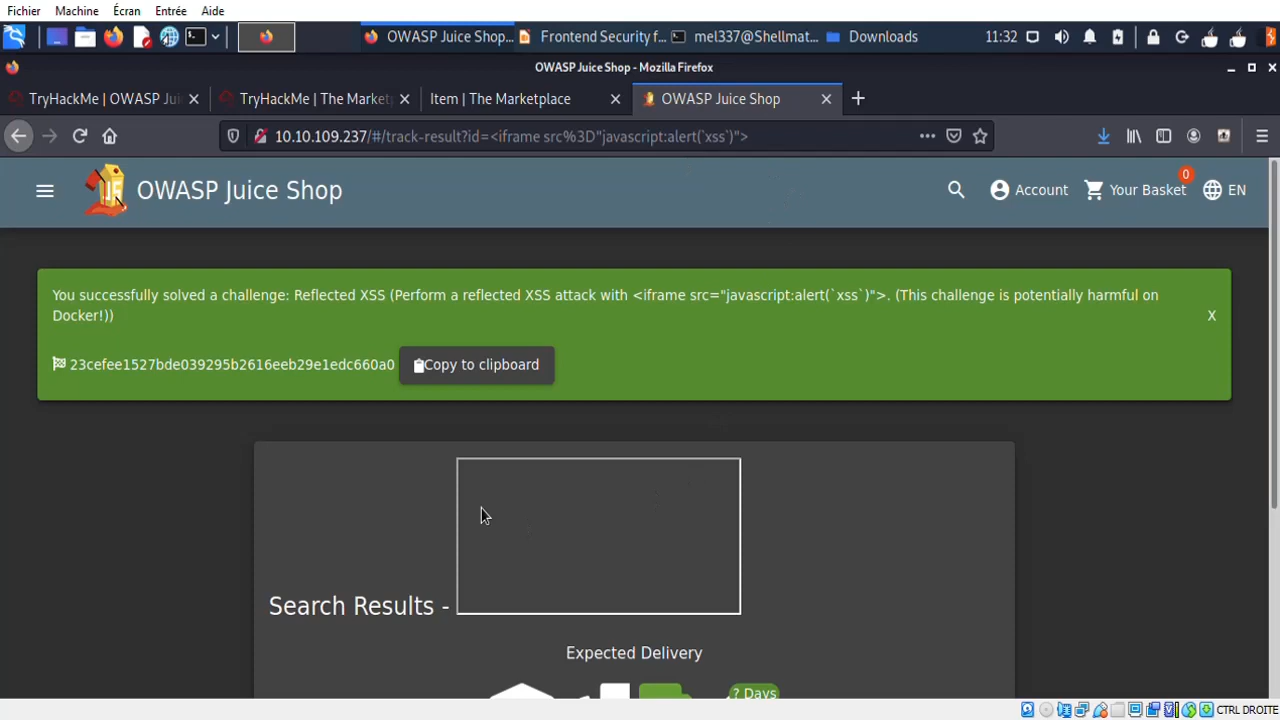 Fichier Machine Écran Entrée Aide
OWASP Juice Shop... Frontend Security f... mel337@Shellmat... Downloads 11:32
OWASP Juice Shop - Mozilla Firefox
TryHackMe | OWASP Jui TryHackMe | The Market Item | The Marketplace OWASP Juice Shop
10.10.109.237/#/track-result?id=<iframe src%3D"javascript:alert(`xss`)">
OWASP Juice Shop Account Your Basket 0 EN
You successfully solved a challenge: Reflected XSS (Perform a reflected XSS attack with <iframe src="javascript:alert(`xss`)">. (This challenge is potentially harmful on
Docker!))
X
23cefee1527bde039295b2616eeb29e1edc660a0 Copy to clipboard
Search Results -
Expected Delivery
? Days
CTRL DROITE